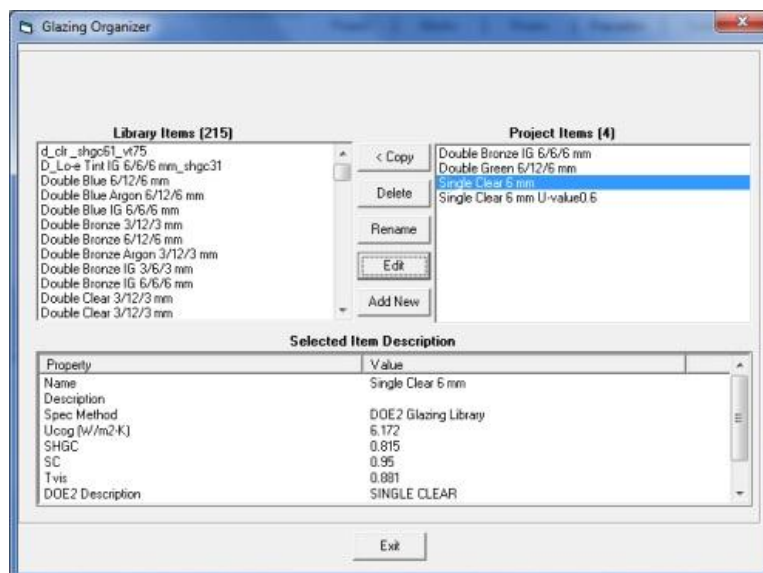 Glazing Organizer
Library Items (215)
d_clr _shgc61_vt75
D_Lo-e Tint IG 6/6/6 mm_shgc31
Double Blue 6/12/6 mm
Double Blue Argon 6/12/6 mm
Double Blue IG 6/6/6 mm
Double Bronze 3/12/3 mm
Double Bronze 6/12/6 mm
Double Bronze Argon 3/12/3 mm
Double Bronze IG 3/6/3 mm
Double Bronze IG 6/6/6 mm
Double Clear 3/12/3 mm
Double Clear 3/12/3 mm
< Copy
Delete
Rename
Edit
Add New
Project Items (4)
Double Bronze IG 6/6/6 mm
Double Green 6/12/6 mm
Single Clear 6 mm
Single Clear 6 mm U-value0.6
Selected Item Description
Property Value
Name Single Clear 6 mm
Description
Spec Method DOE2 Glazing Library
Ucog (W/m2-K) 6.172
SHGC 0.815
SC 0.95
Tvis 0.881
DOE2 Description SINGLE CLEAR
Exit